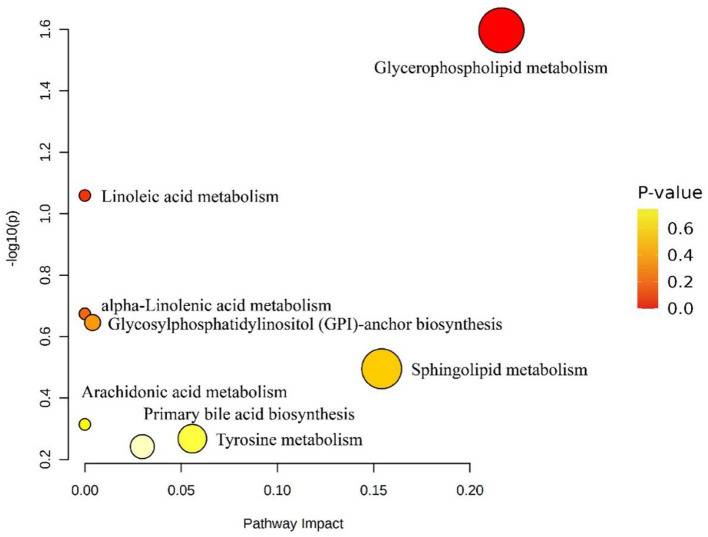 1.6
Glycerophospholipid metabolism
1.4
1.2
Linoleic acid metabolism
1.0
-log10(p)
0.8
alpha-Linolenic acid metabolism
Glycosylphosphatidylinositol (GPI)-anchor biosynthesis
0.6
Sphingolipid metabolism
Arachidonic acid metabolism
0.4
Primary bile acid biosynthesis
Tyrosine metabolism
0.2
0.00 0.05 0.10 0.15 0.20
Pathway Impact
P-value
0.6
0.4
0.2
0.0